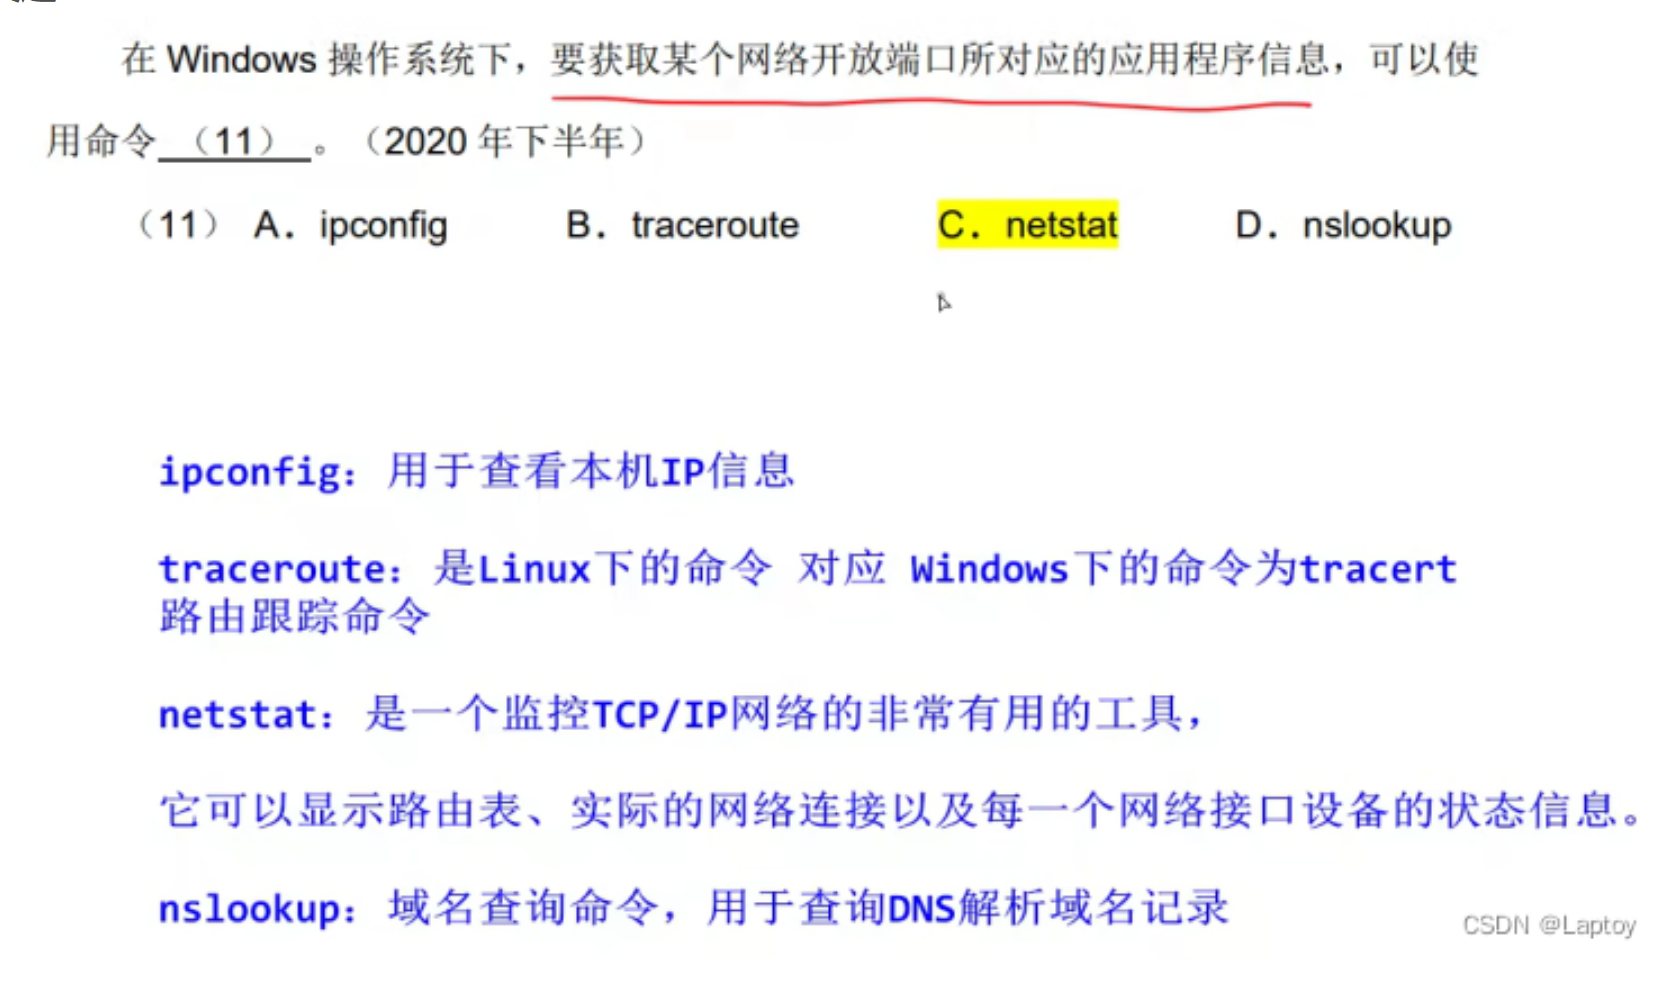 在 Windows 操作系统下，要获取某个网络开放端口所对应的应用程序信息，可以使
用命令 （11） 。（2020 年下半年）
（11） A． ipconfig B． traceroute C． netstat D． nslookup
ipconfig：用于查看本机IP信息
traceroute：是Linux下的命令 对应 Windows下的命令为tracert
路由跟踪命令
netstat：是一个监控TCP/IP网络的非常有用的工具，
它可以显示路由表、实际的网络连接以及每一个网络接口设备的状态信息。
nslookup：域名查询命令，用于查询DNS解析域名记录
CSDN @Laptoy